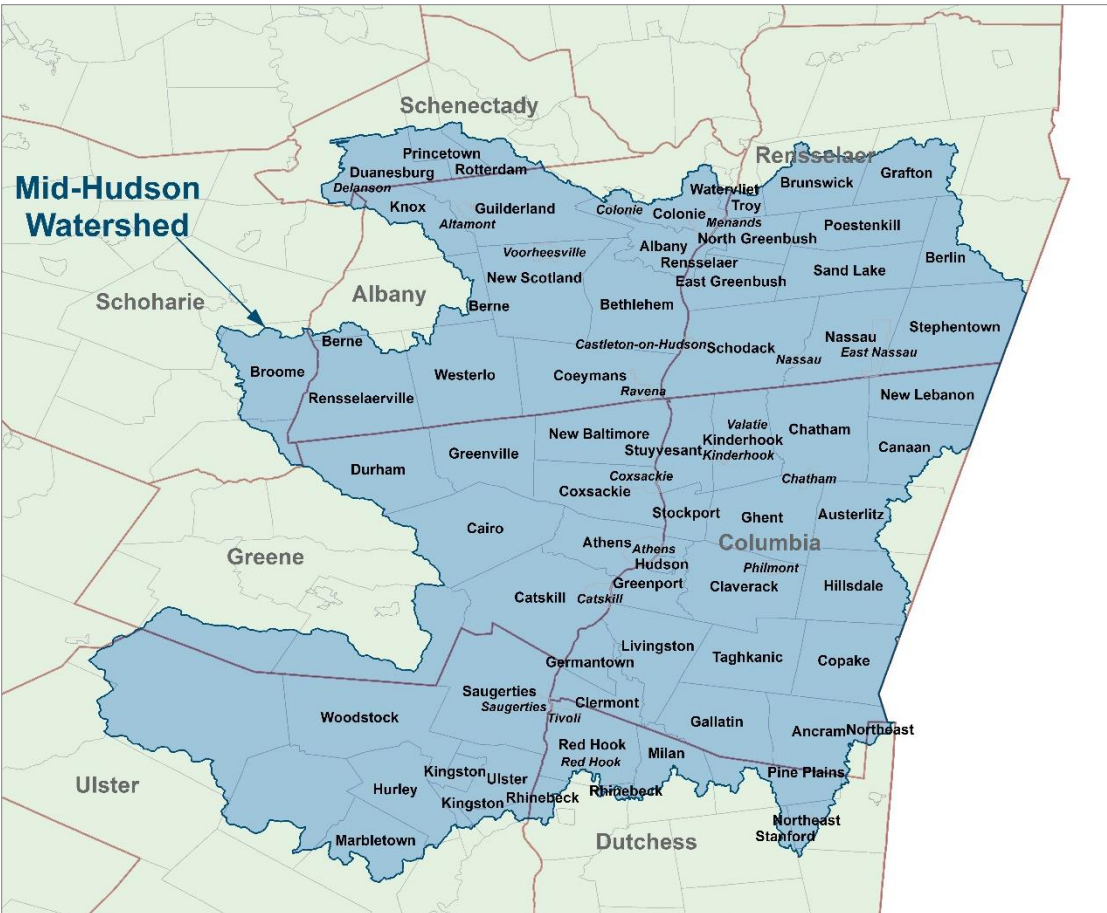 Schenectady
Princetown
Duanesburg
Rotterdam
Delanson
Knox
Guilderland
Altamont
Voorheesville
New Scotland
Berne
Mid-Hudson
Watershed
Schoharie
Albany
Rensselaer
Grafton
Watervliet
Brunswick
Troy
Colonie
Colonie
Menands
North Greenbush
Poestenkill
Albany
Rensselaer
East Greenbush
Sand Lake
Berlin
Bethlehem
Stephentown
Nassau
East Nassau
Castleton-on-Hudson
Schodack
Nassau
Berne
Broome
Rensselaerville
Westerlo
Coeymans
Ravena
New Lebanon
New Baltimore
Valatie
Chatham
Kinderhook
Kinderhook
Stuyvesant
Canaan
Durham
Greenville
Coxsackie
Coxsackie
Chatham
Stockport
Ghent
Austerlitz
Cairo
Athens
Athens
Columbia
Greene
Hudson
Philmont
Greenport
Claverack
Hillsdale
Catskill
Catskill
Livingston
Germantown
Taghkanic
Copake
Saugerties
Saugerties
Clermont
Tivoli
Woodstock
Gallatin
Ancram
Northeast
Red Hook
Red Hook
Milan
Ulster
Kingston
Ulster
Hurley
Kingston
Rhinebeck
Rhinebeck
Pine Plains
Marbletown
Dutchess
Northeast
Stanford